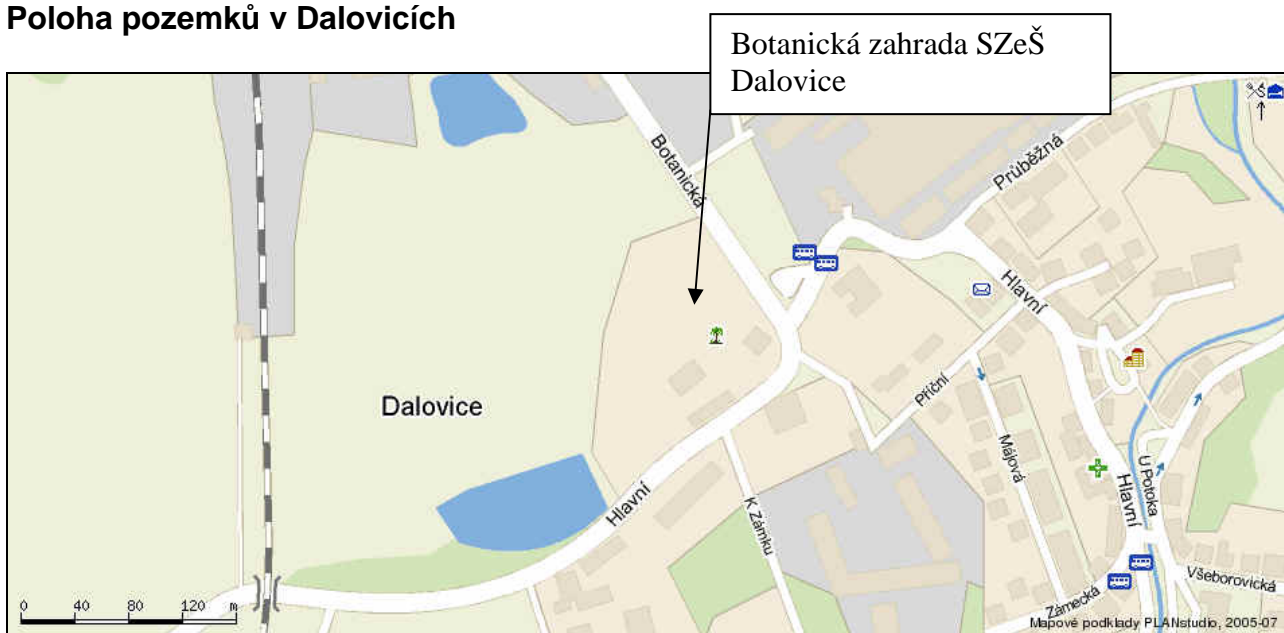 Poloha pozemků v Dalovicích
Botanická zahrada SZeŠ
Dalovice
Botanická
Průběžná
Hlavní
Příční
Dalovice
Májová
Hlavní
K Zámku
Hlavní
U Potoka
Všeborovická
Zámecká
0 40 80 120 m
Mapové podklady PLANstudio, 2005-07